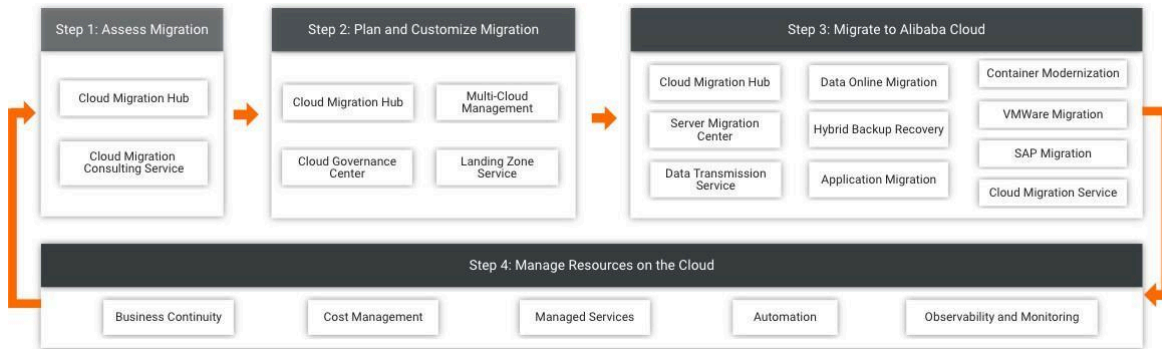 Step 1: Assess Migration
Cloud Migration Hub
Cloud Migration
Consulting Service
Step 2: Plan and Customize Migration
Cloud Migration Hub
Multi-Cloud
Management
Cloud Governance
Center
Landing Zone
Service
Step 3: Migrate to Alibaba Cloud
Cloud Migration Hub
Server Migration
Center
Data Transmission
Service
Data Online Migration
Hybrid Backup Recovery
Application Migration
Container Modernization
VMWare Migration
SAP Migration
Cloud Migration Service
Step 4: Manage Resources on the Cloud
Business Continuity
Cost Management
Managed Services
Automation
Observability and Monitoring